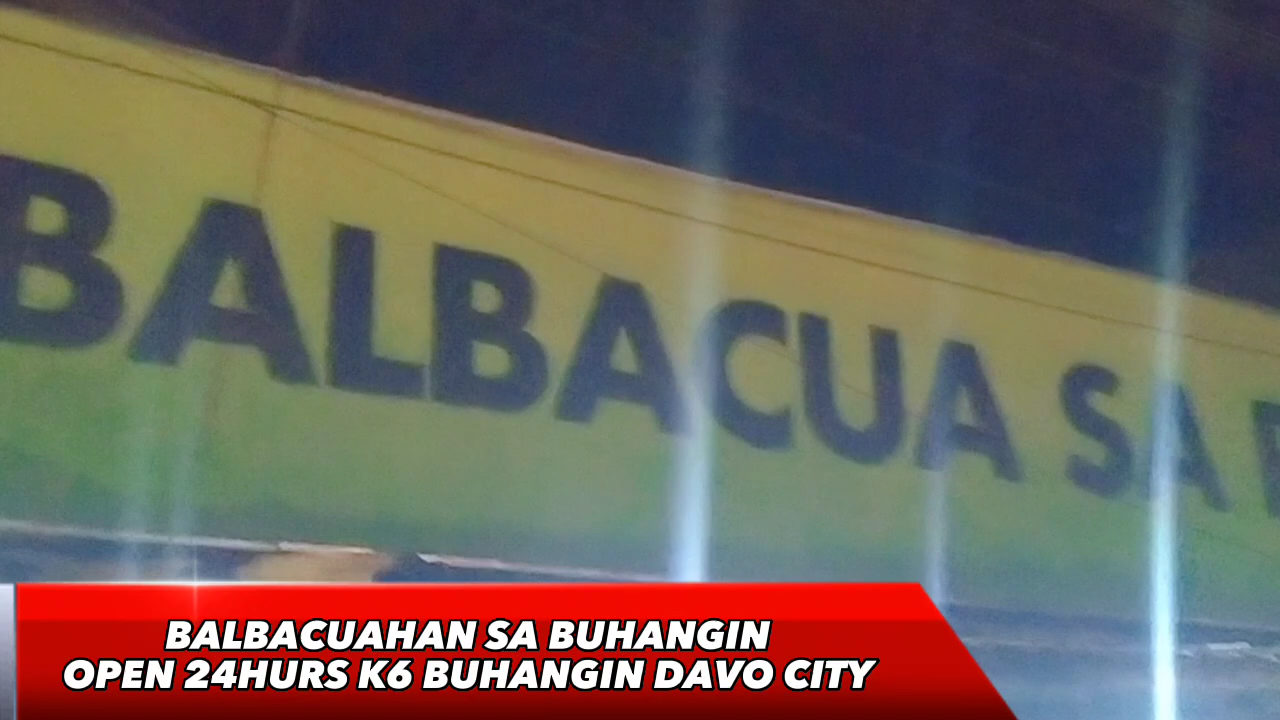 BALBACUA SA
BALBACUAHAN SA BUHANGIN
OPEN 24HURS K6 BUHANGIN DAVO CITY